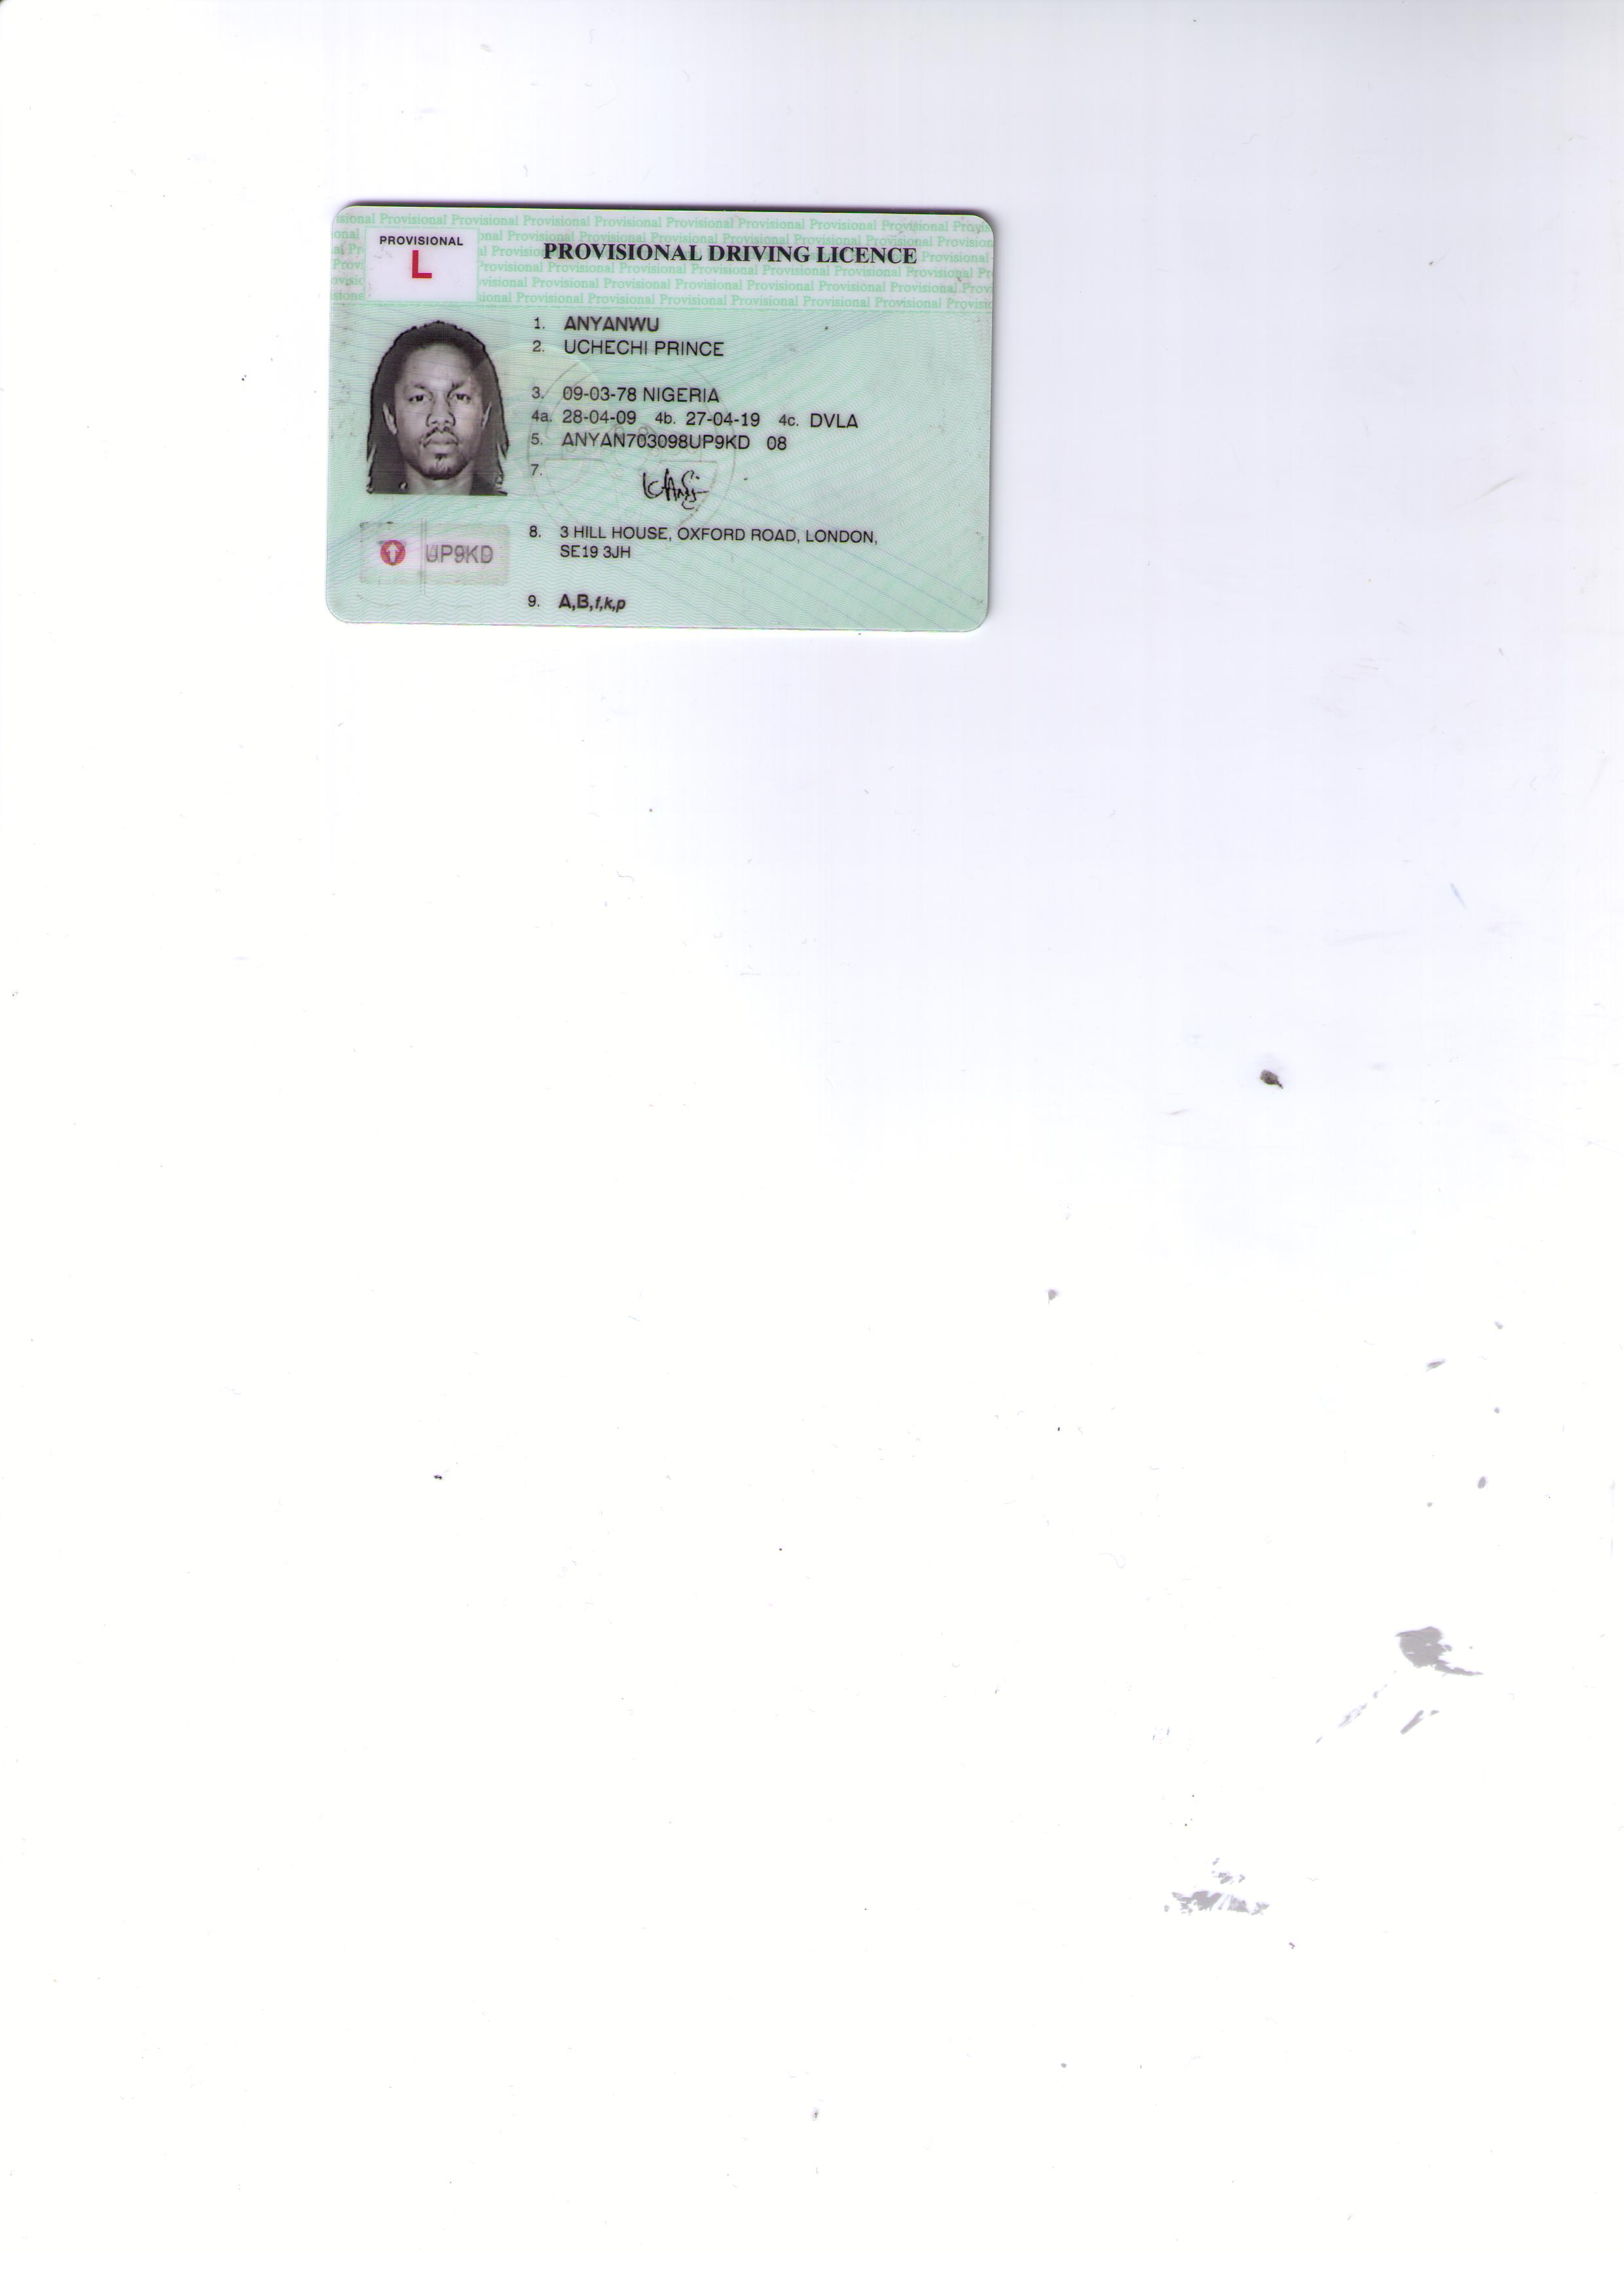 PROVISIONAL
L
PROVISIONAL DRIVING LICENCE
1. ANYANWU
2. UCHECHI PRINCE
3. 09-03-78 NIGERIA
4a. 28-04-09 4b. 27-04-19 4c. DVLA
5. ANYAN703098UP9KD 08
7.
8. 3 HILL HOUSE, OXFORD ROAD, LONDON,
SE19 3JH
UP9KD
9. A,B,f,k,p